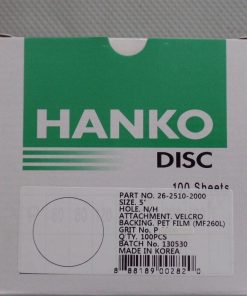 HANKO
DISC
100 Sheets
PART NO. 26-2510-2000
SIZE. 5"
HOLE. N/H
ATTACHMENT. VELCRO
BACKING. PET FILM (MF260L)
GRIT No. P
Q'TY. 100PCS
BATCH No. 130530
MADE IN KOREA
8 88189 00282 0